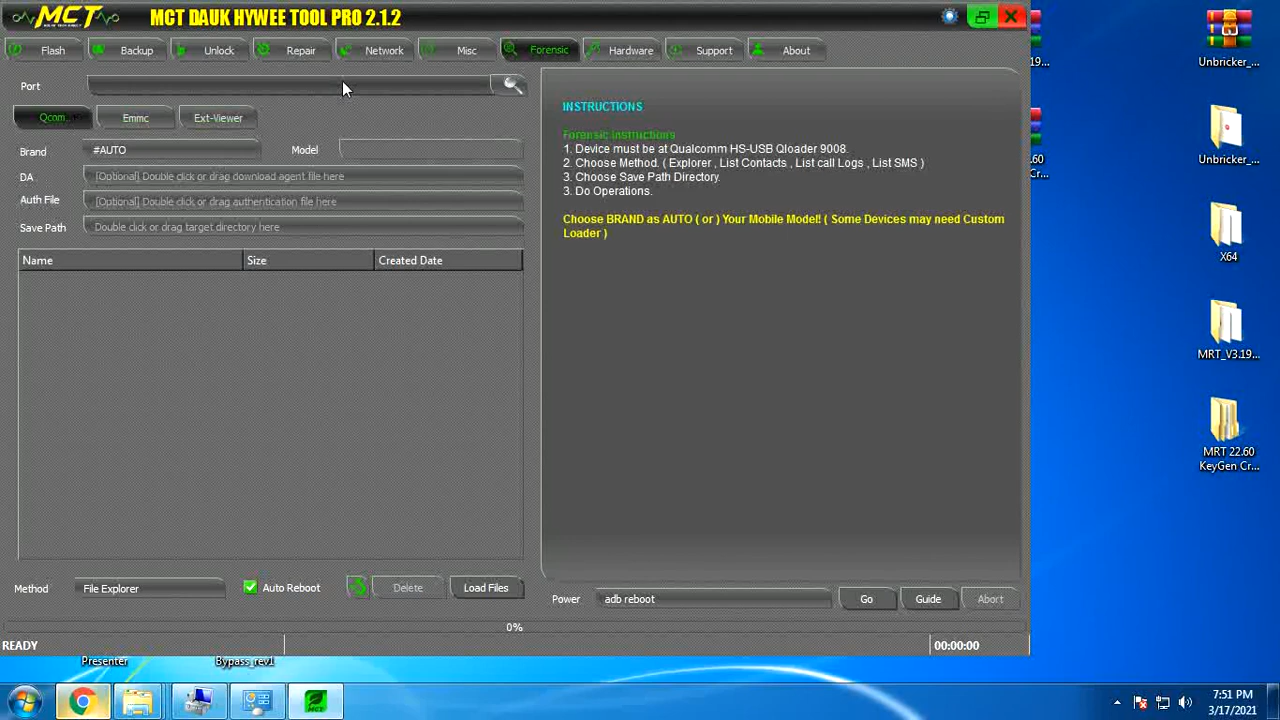 MCT
MCT DAUK HYWEE TOOL PRO 2.1.2
Flash
Backup
Unlock
Repair
Network
Misc
Forensic
Hardware
Support
About
Port
Qcom...
Emmc
Ext-Viewer
Brand
#AUTO
Model
DA
[Optional] Double click or drag download agent file here
Auth File
[Optional] Double click or drag authentication file here
Save Path
Double click or drag target directory here
Name
Size
Created Date
INSTRUCTIONS
Forensic Instructions
1. Device must be at Qualcomm HS-USB Qloader 9008.
2. Choose Method. ( Explorer , List Contacts , List call Logs , List SMS )
3. Choose Save Path Directory.
3. Do Operations.
Choose BRAND as AUTO ( or ) Your Mobile Model! ( Some Devices may need Custom
Loader )
Method
File Explorer
Auto Reboot
Delete
Load Files
Power
adb reboot
Go
Guide
Abort
0%
READY
00:00:00
19...
.60
Cr...
Unbricker_...
Unbricker_...
X64
MRT_V3.19...
MRT 22.60
KeyGen Cr...
Presenter
Bypass_rev1
MCT
7:51 PM
3/17/2021